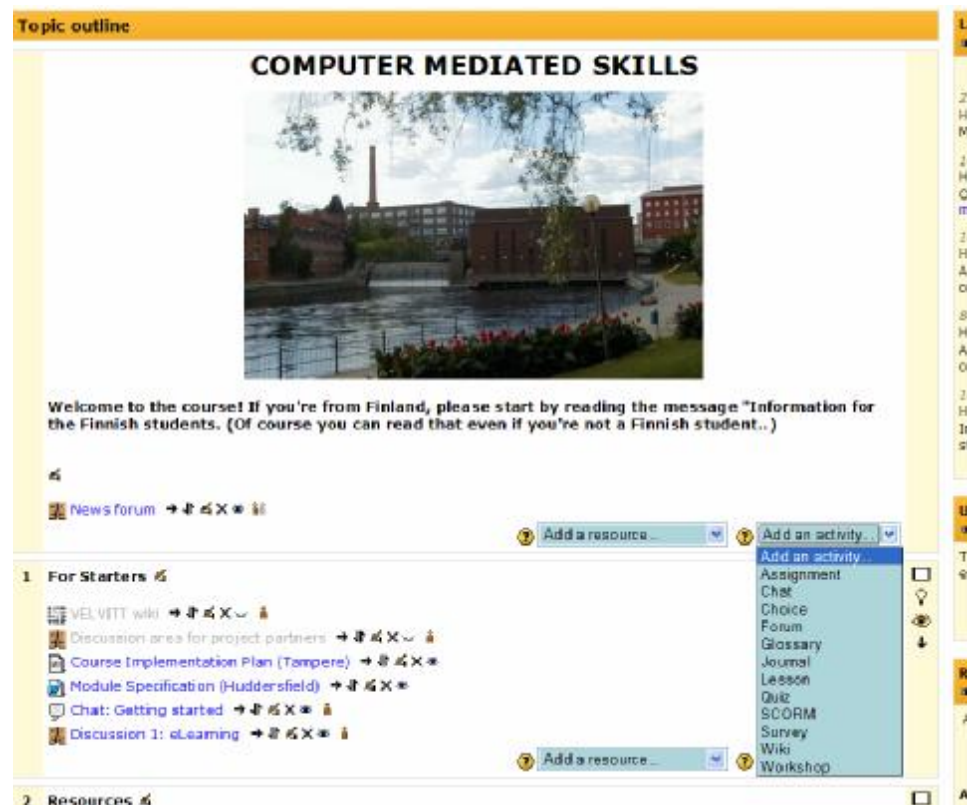 Topic outline
COMPUTER MEDIATED SKILLS
Welcome to the course! If you're from Finland, please start by reading the message "Information for
the Finnish students. (Of course you can read that even if you're not a Finnish student..)
News forum
Add a resource...
Add an activity...
Add an activity...
Assignment
Chat
Choice
Forum
Glossary
Journal
Lesson
Quiz
SCORM
Survey
Wiki
Workshop
1 For Starters
VELVITT wiki
Discussion area for project partners
Course Implementation Plan (Tampere)
Module Specification (Huddersfield)
Chat: Getting started
Discussion 1: eLearning
Add a resource...
2 Resources